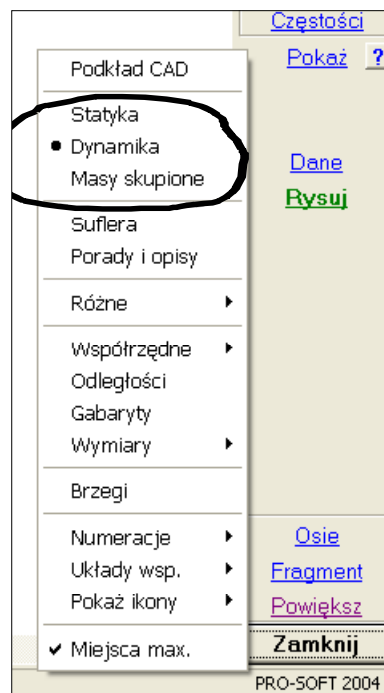 Częstości
Pokaż ?
Podkład CAD
Statyka
Dynamika
Masy skupione
Dane
Rysuj
Suflera
Porady i opisy
Różne
Współrzędne
Odległości
Gabaryty
Wymiary
Brzegi
Numeracje
Układy wsp.
Pokaż ikony
Miejsca max.
Osie
Fragment
Powiększ
Zamknij
PRO-SOFT 2004